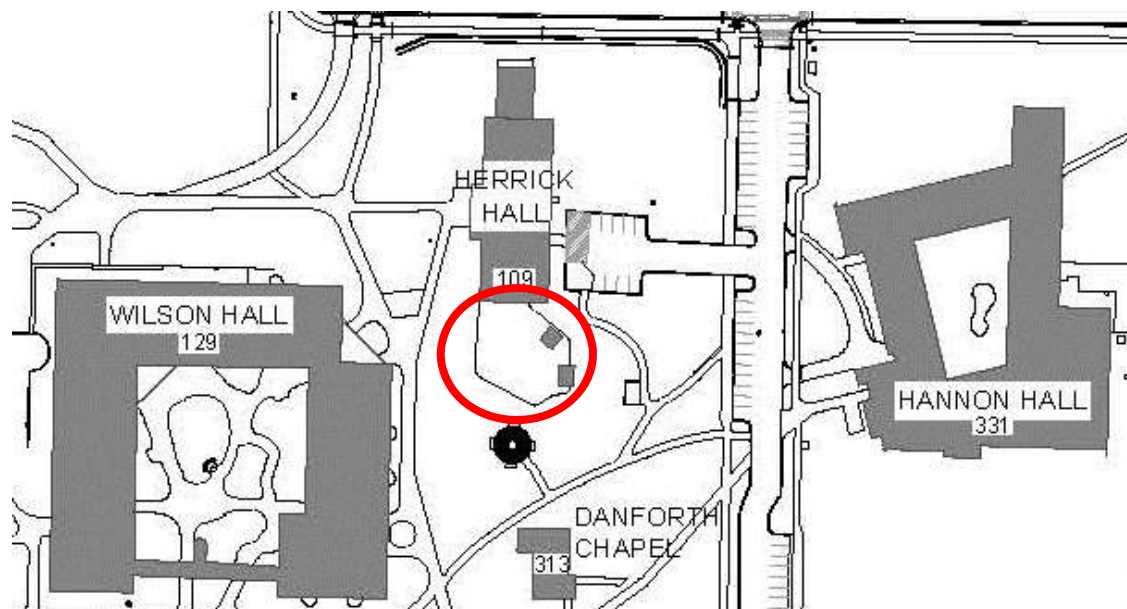 HERRICK
HALL
109
WILSON HALL
129
HANNON HALL
331
DANFORTH
CHAPEL
313